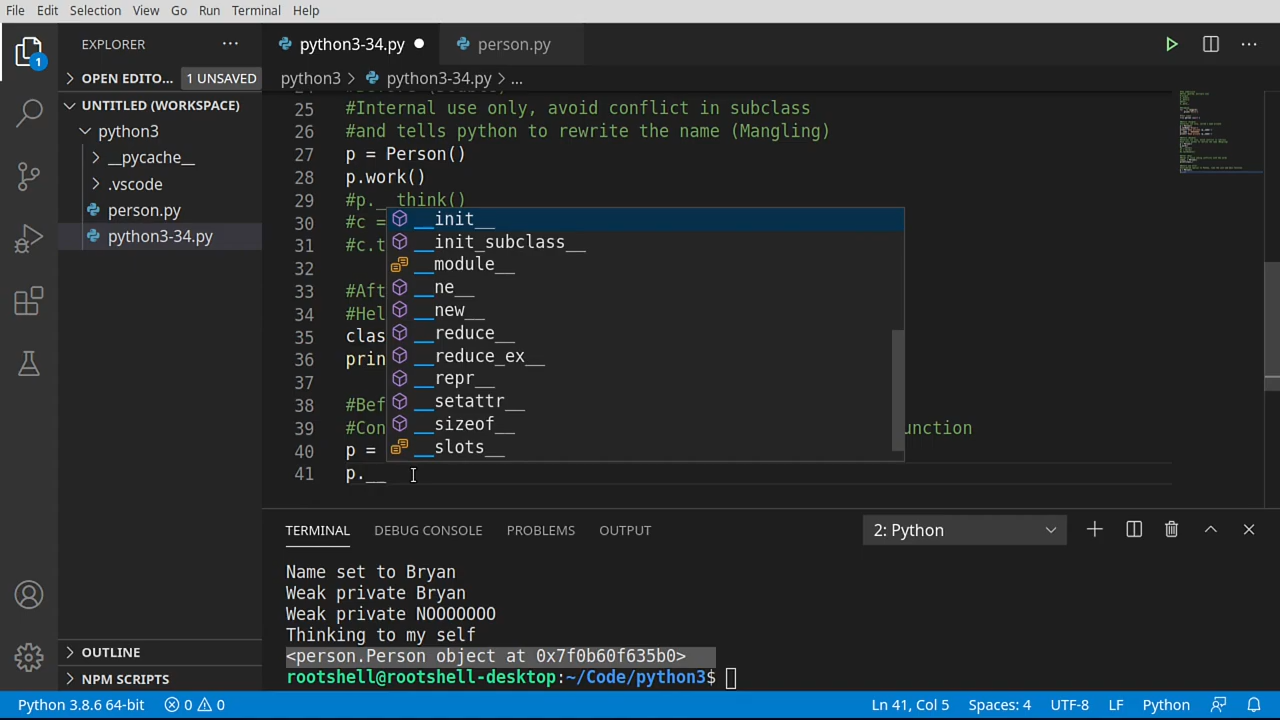 File Edit Selection View Go Run Terminal Help
EXPLORER
1
OPEN EDITO... 1 UNSAVED
UNTITLED (WORKSPACE)
python3
__pycache__
.vscode
person.py
python3-34.py
OUTLINE
NPM SCRIPTS
python3-34.py person.py
python3 > python3-34.py > ...
25 #Internal use only, avoid conflict in subclass
26 #and tells python to rewrite the name (Mangling)
27 p = Person()
28 p.work()
29 #p.__think()
30 #c =
31 #c.t
32
33 #Aft
34 #Hel
35 clas
36 prin
37
38 #Bef
39 #Con unction
40 p =
41 p.__
__init__
__init_subclass__
__module__
__ne__
__new__
__reduce__
__reduce_ex__
__repr__
__setattr__
__sizeof__
__slots__
TERMINAL DEBUG CONSOLE PROBLEMS OUTPUT 2: Python
Name set to Bryan
Weak private Bryan
Weak private NOOOOOOO
Thinking to my self
<person.Person object at 0x7f0b60f635b0>
rootshell@rootshell-desktop:~/Code/python3$
Python 3.8.6 64-bit 0 0 Ln 41, Col 5 Spaces: 4 UTF-8 LF Python